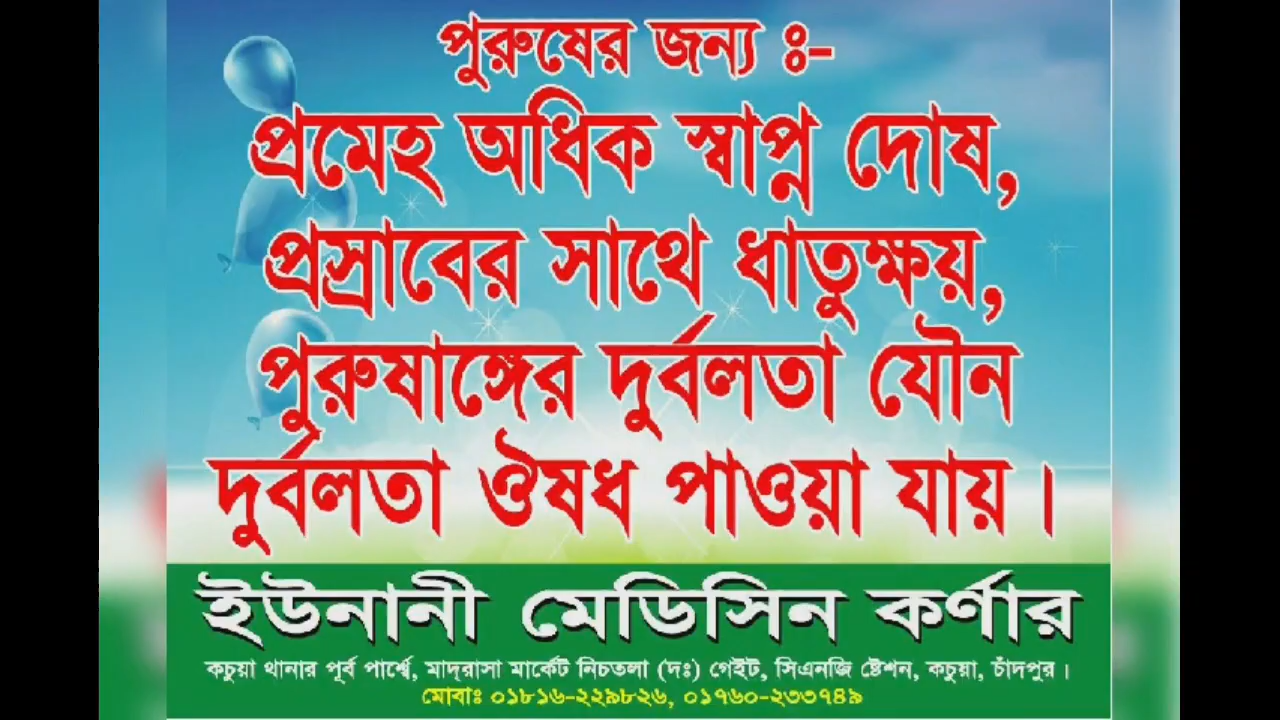 পুরুষের জন্য ঃ-
প্রমেহ অধিক স্বাপ্ন দোষ,
প্রস্রাবের সাথে ধাতুক্ষয়,
পুরুষাঙ্গের দুর্বলতা যৌন
দুর্বলতা ঔষধ পাওয়া যায়।
ইউনানী মেডিসিন কর্ণার
কচুয়া থানার পূর্ব পার্শ্বে, মাদ্‌রাসা মার্কেট নিচতলা (দঃ) গেইট, সিএনজি ষ্টেশন, কচুয়া, চাঁদপুর।
মোবাঃ ০১৮১৬-২২৯৮২৬, ০১৭৬০-২৩৩৭৪৯